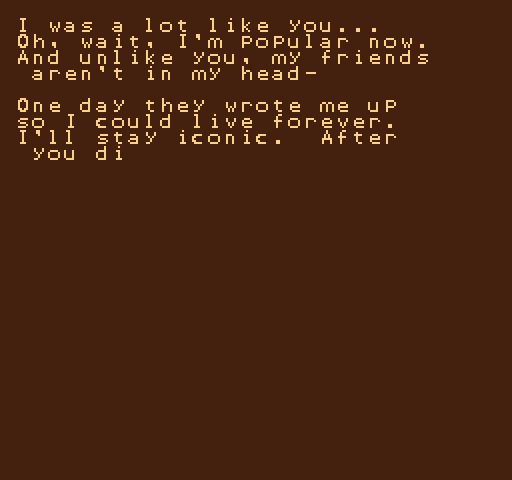 I was a lot like you...
Oh, wait, I'm popular now.
And unlike you, my friends
aren't in my head-
One day they wrote me up
so I could live forever.
I'll stay iconic. After
you di